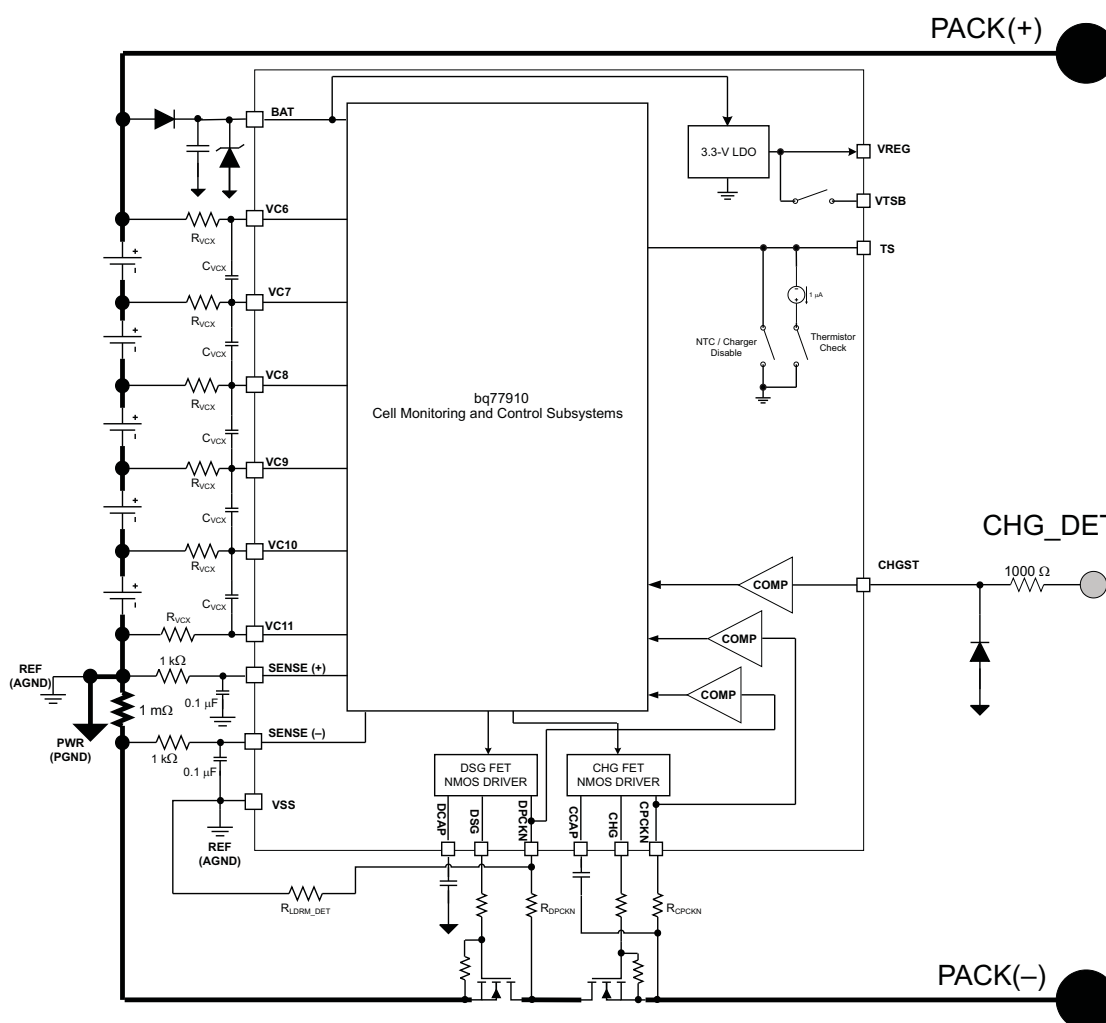 PACK(+)
BAT
3.3-V LDO
VREG
VTSB
VC6
RVCX
TS
CVCX
VC7
RVCX
1 µA
CVCX
NTC / Charger
Disable
Thermistor
Check
VC8
RVCX
bq77910
Cell Monitoring and Control Subsystems
CVCX
VC9
RVCX
CVCX
VC10
RVCX
CHG_DET
CHGST
1000 Ω
COMP
CVCX
RVCX
VC11
COMP
1 kΩ
SENSE (+)
REF
(AGND)
0.1 µF
COMP
1 mΩ
SENSE (–)
PWR
(PGND)
1 kΩ
0.1 µF
DSG FET
NMOS DRIVER
CHG FET
NMOS DRIVER
VSS
DCAP
DSG
DPCKN
CCAP
CHG
CPCKN
REF
(AGND)
RLDRM_DET
RDPCKN
RCPCKN
PACK(–)